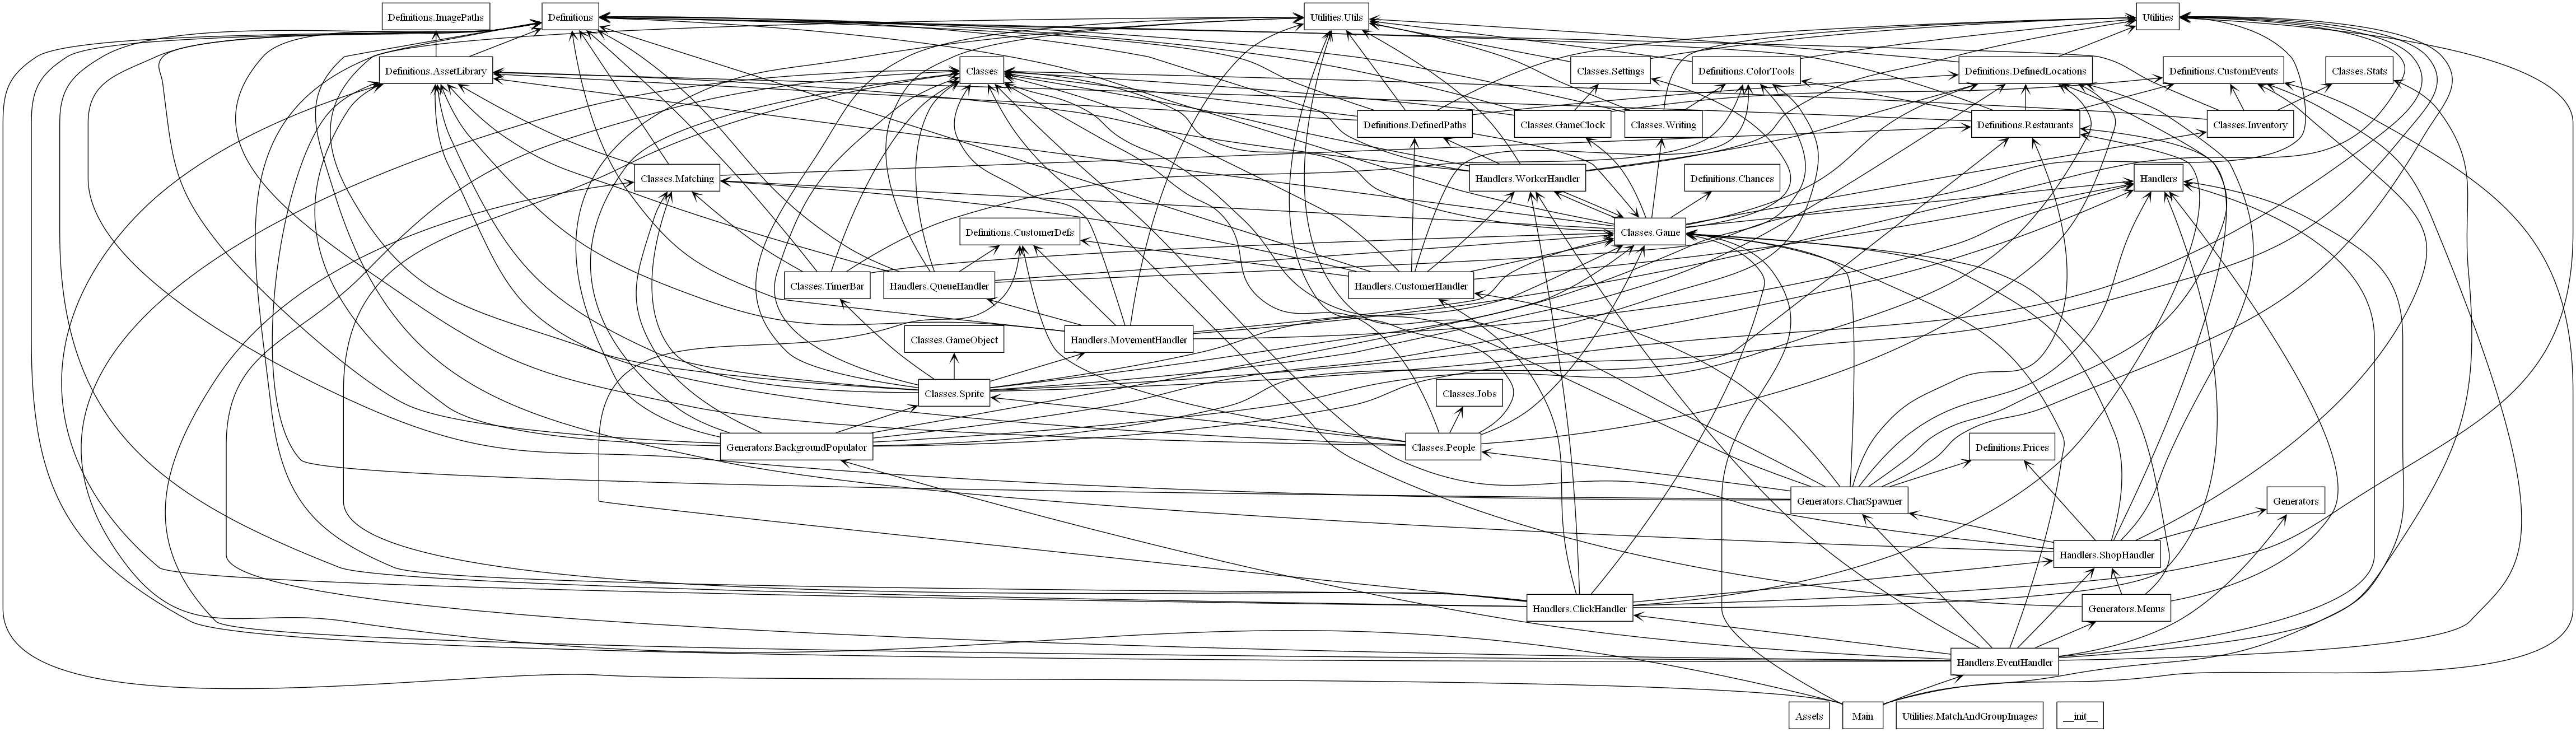 Definitions.ImagePaths
Definitions
Utilities.Utils
Utilities
Definitions.AssetLibrary
Classes
Classes.Settings
Definitions.ColorTools
Definitions.DefinedLocations
Definitions.CustomEvents
Classes.Stats
Definitions.DefinedPaths
Classes.GameClock
Classes.Writing
Definitions.Restaurants
Classes.Inventory
Classes.Matching
Handlers.WorkerHandler
Definitions.Chances
Handlers
Definitions.CustomerDefs
Classes.Game
Classes.TimerBar
Handlers.QueueHandler
Handlers.CustomerHandler
Classes.GameObject
Handlers.MovementHandler
Classes.Sprite
Classes.Jobs
Generators.BackgroundPopulator
Classes.People
Definitions.Prices
Generators.CharSpawner
Generators
Handlers.ShopHandler
Handlers.ClickHandler
Generators.Menus
Handlers.EventHandler
Assets
Main
Utilities.MatchAndGroupImages
__init__